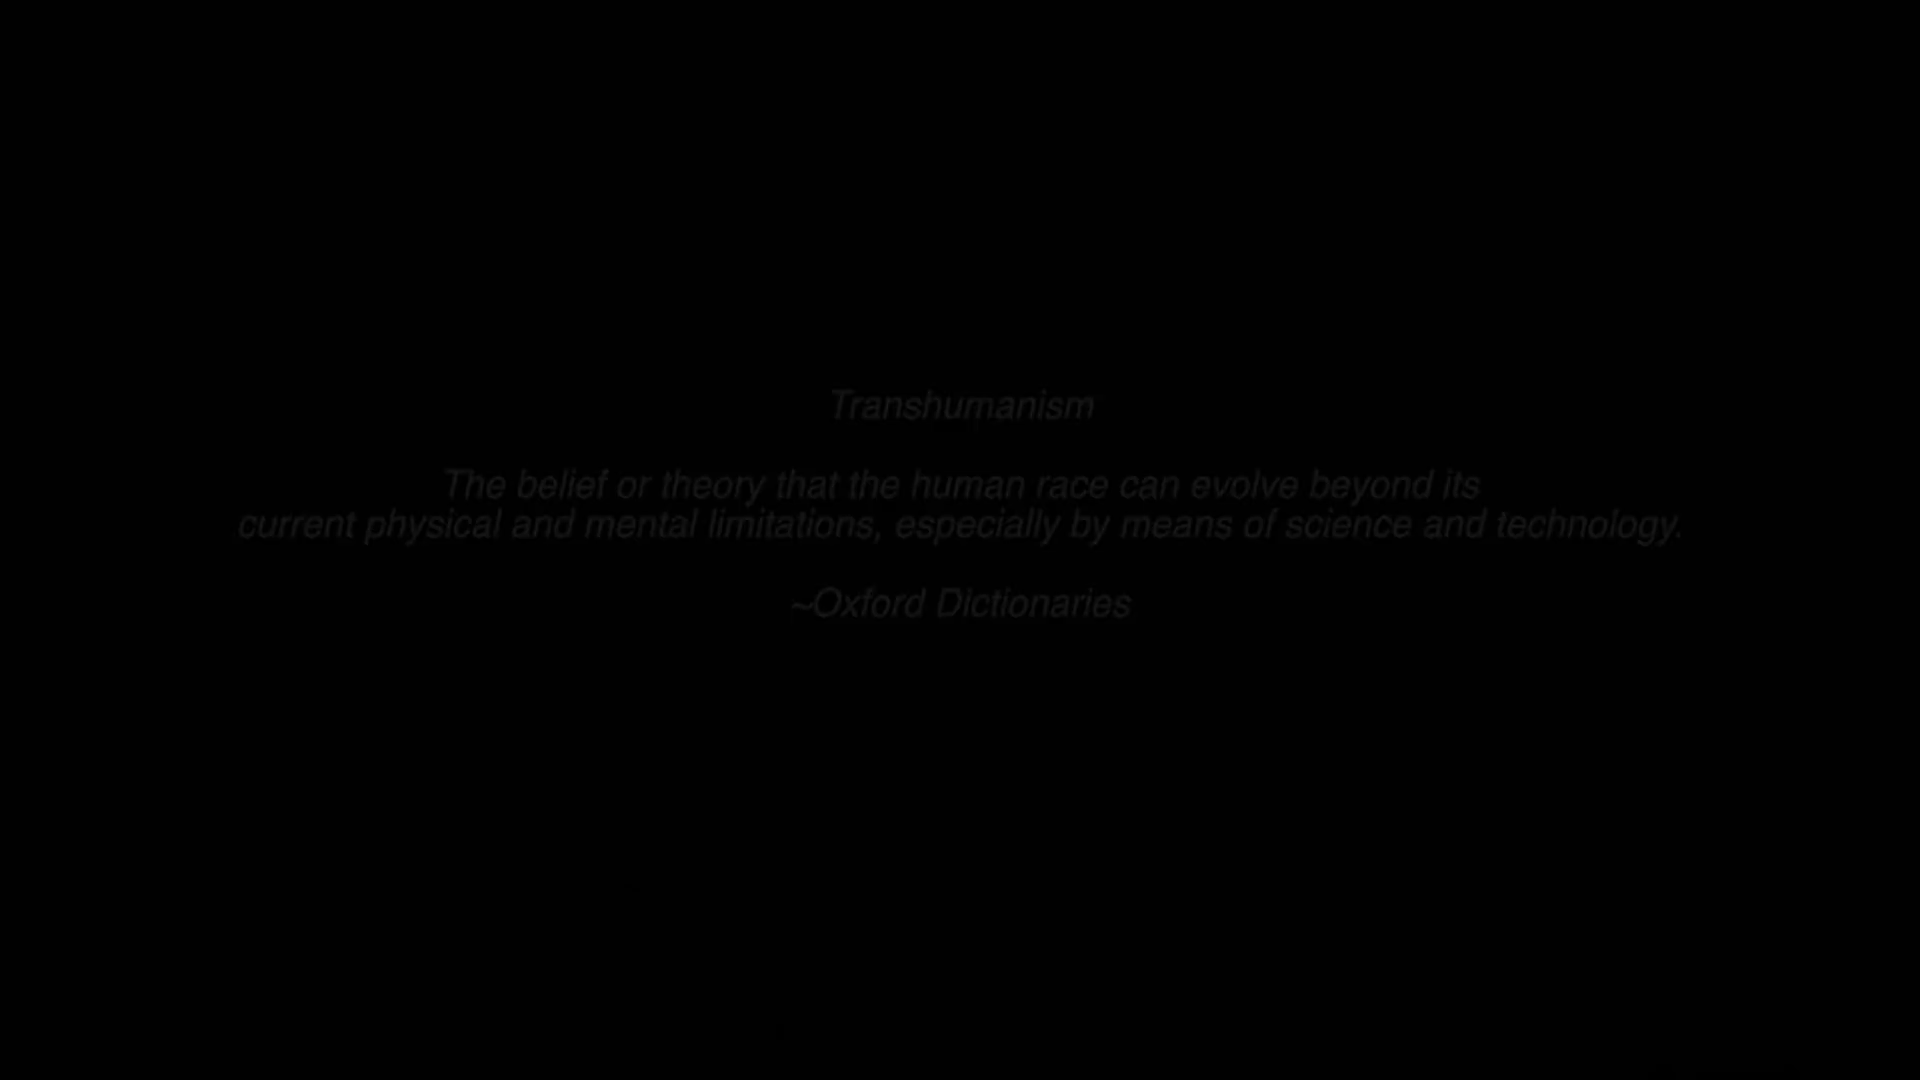 Transhumanism
The belief or theory that the human race can evolve beyond its
current physical and mental limitations, especially by means of science and technology.
~Oxford Dictionaries